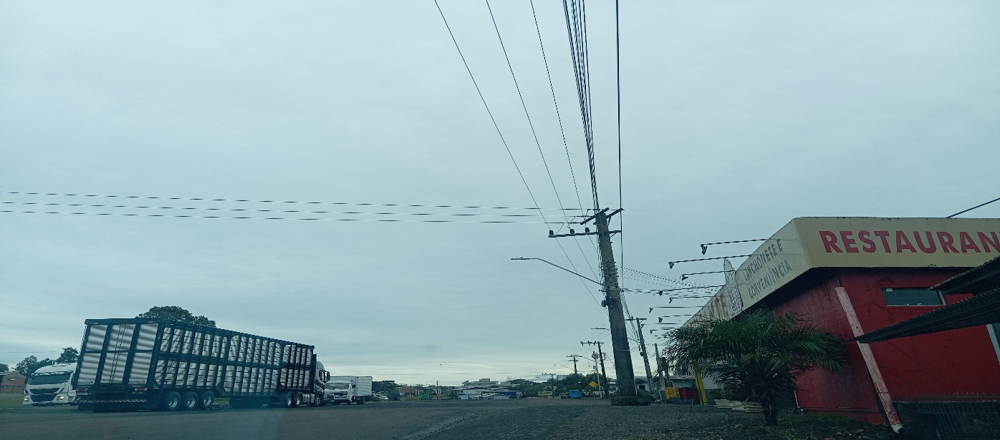 LANCHONETE E
CONVENIÊNCIA
RESTAURAN